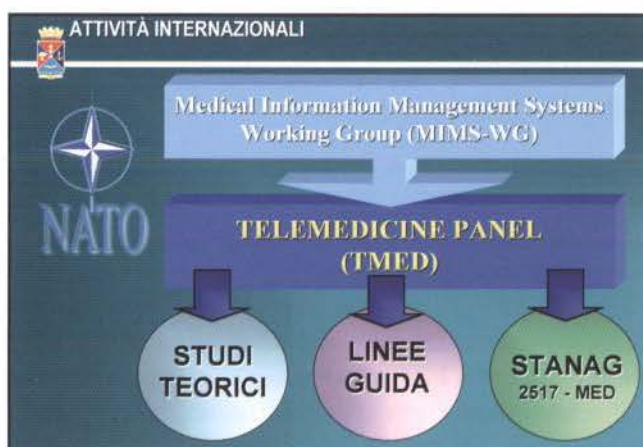 ATTIVITÀ INTERNAZIONALI
Medical Information Management Systems
Working Group (MIMS-WG)
NATO
TELEMEDICINE PANEL
(TMED)
STUDI
TEORICI
LINEE
GUIDA
STANAG
2517 - MED